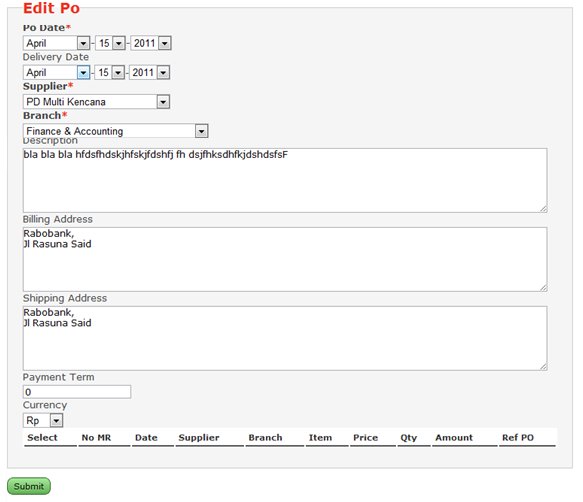 Edit Po
Po Date*
April - 15 - 2011
Delivery Date
April - 15 - 2011
Supplier*
PD Multi Kencana
Branch*
Finance & Accounting
Description
bla bla bla hfdsfhdskjhfskjfdshfj fh dsjfhksdhfkjdshdsfsF
Billing Address
Rabobank,
Jl Rasuna Said
Shipping Address
Rabobank,
Jl Rasuna Said
Payment Term
0
Currency
Rp
Select No MR Date Supplier Branch Item Price Qty Amount Ref PO
Submit